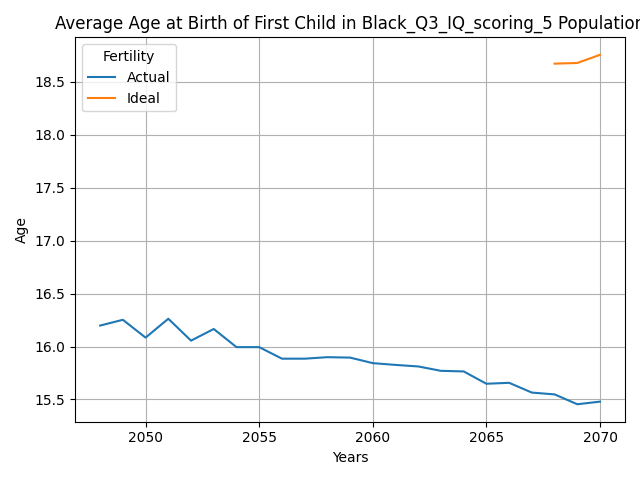 Average Age at Birth of First Child in Black_Q3_IQ_scoring_5 Population
Fertility
Actual
Ideal
18.5
18.0
17.5
17.0
16.5
16.0
15.5
Age
2050 2055 2060 2065 2070
Years